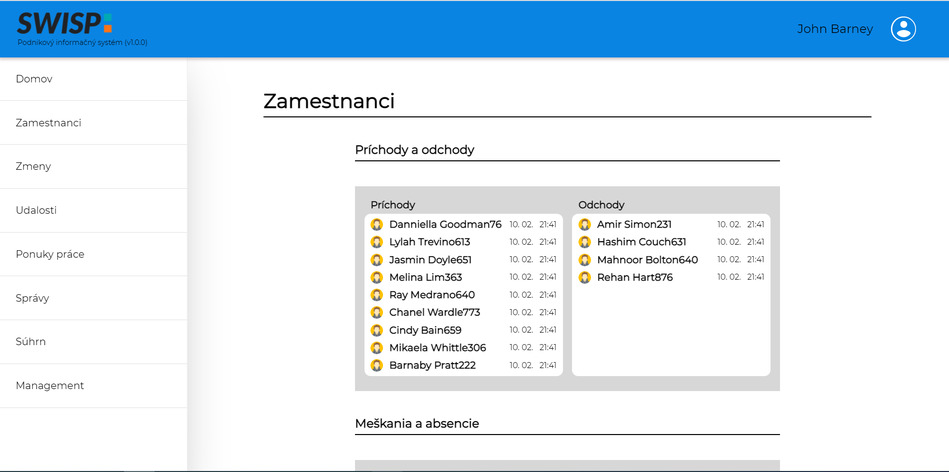 SWISP
Podnikový informačný systém (v1.0.0)
John Barney
Domov
Zamestnanci
Zmeny
Udalosti
Ponuky práce
Správy
Súhrn
Management
Zamestnanci
Príchody a odchody
Príchody
Danniella Goodman76 10. 02. 21:41
Lylah Trevino613 10. 02. 21:41
Jasmin Doyle651 10. 02. 21:41
Melina Lim363 10. 02. 21:41
Ray Medrano640 10. 02. 21:41
Chanel Wardle773 10. 02. 21:41
Cindy Bain659 10. 02. 21:41
Mikaela Whittle306 10. 02. 21:41
Barnaby Pratt222 10. 02. 21:41
Odchody
Amir Simon231 10. 02. 21:41
Hashim Couch631 10. 02. 21:41
Mahnoor Bolton640 10. 02. 21:41
Rehan Hart876 10. 02. 21:41
Meškania a absencie